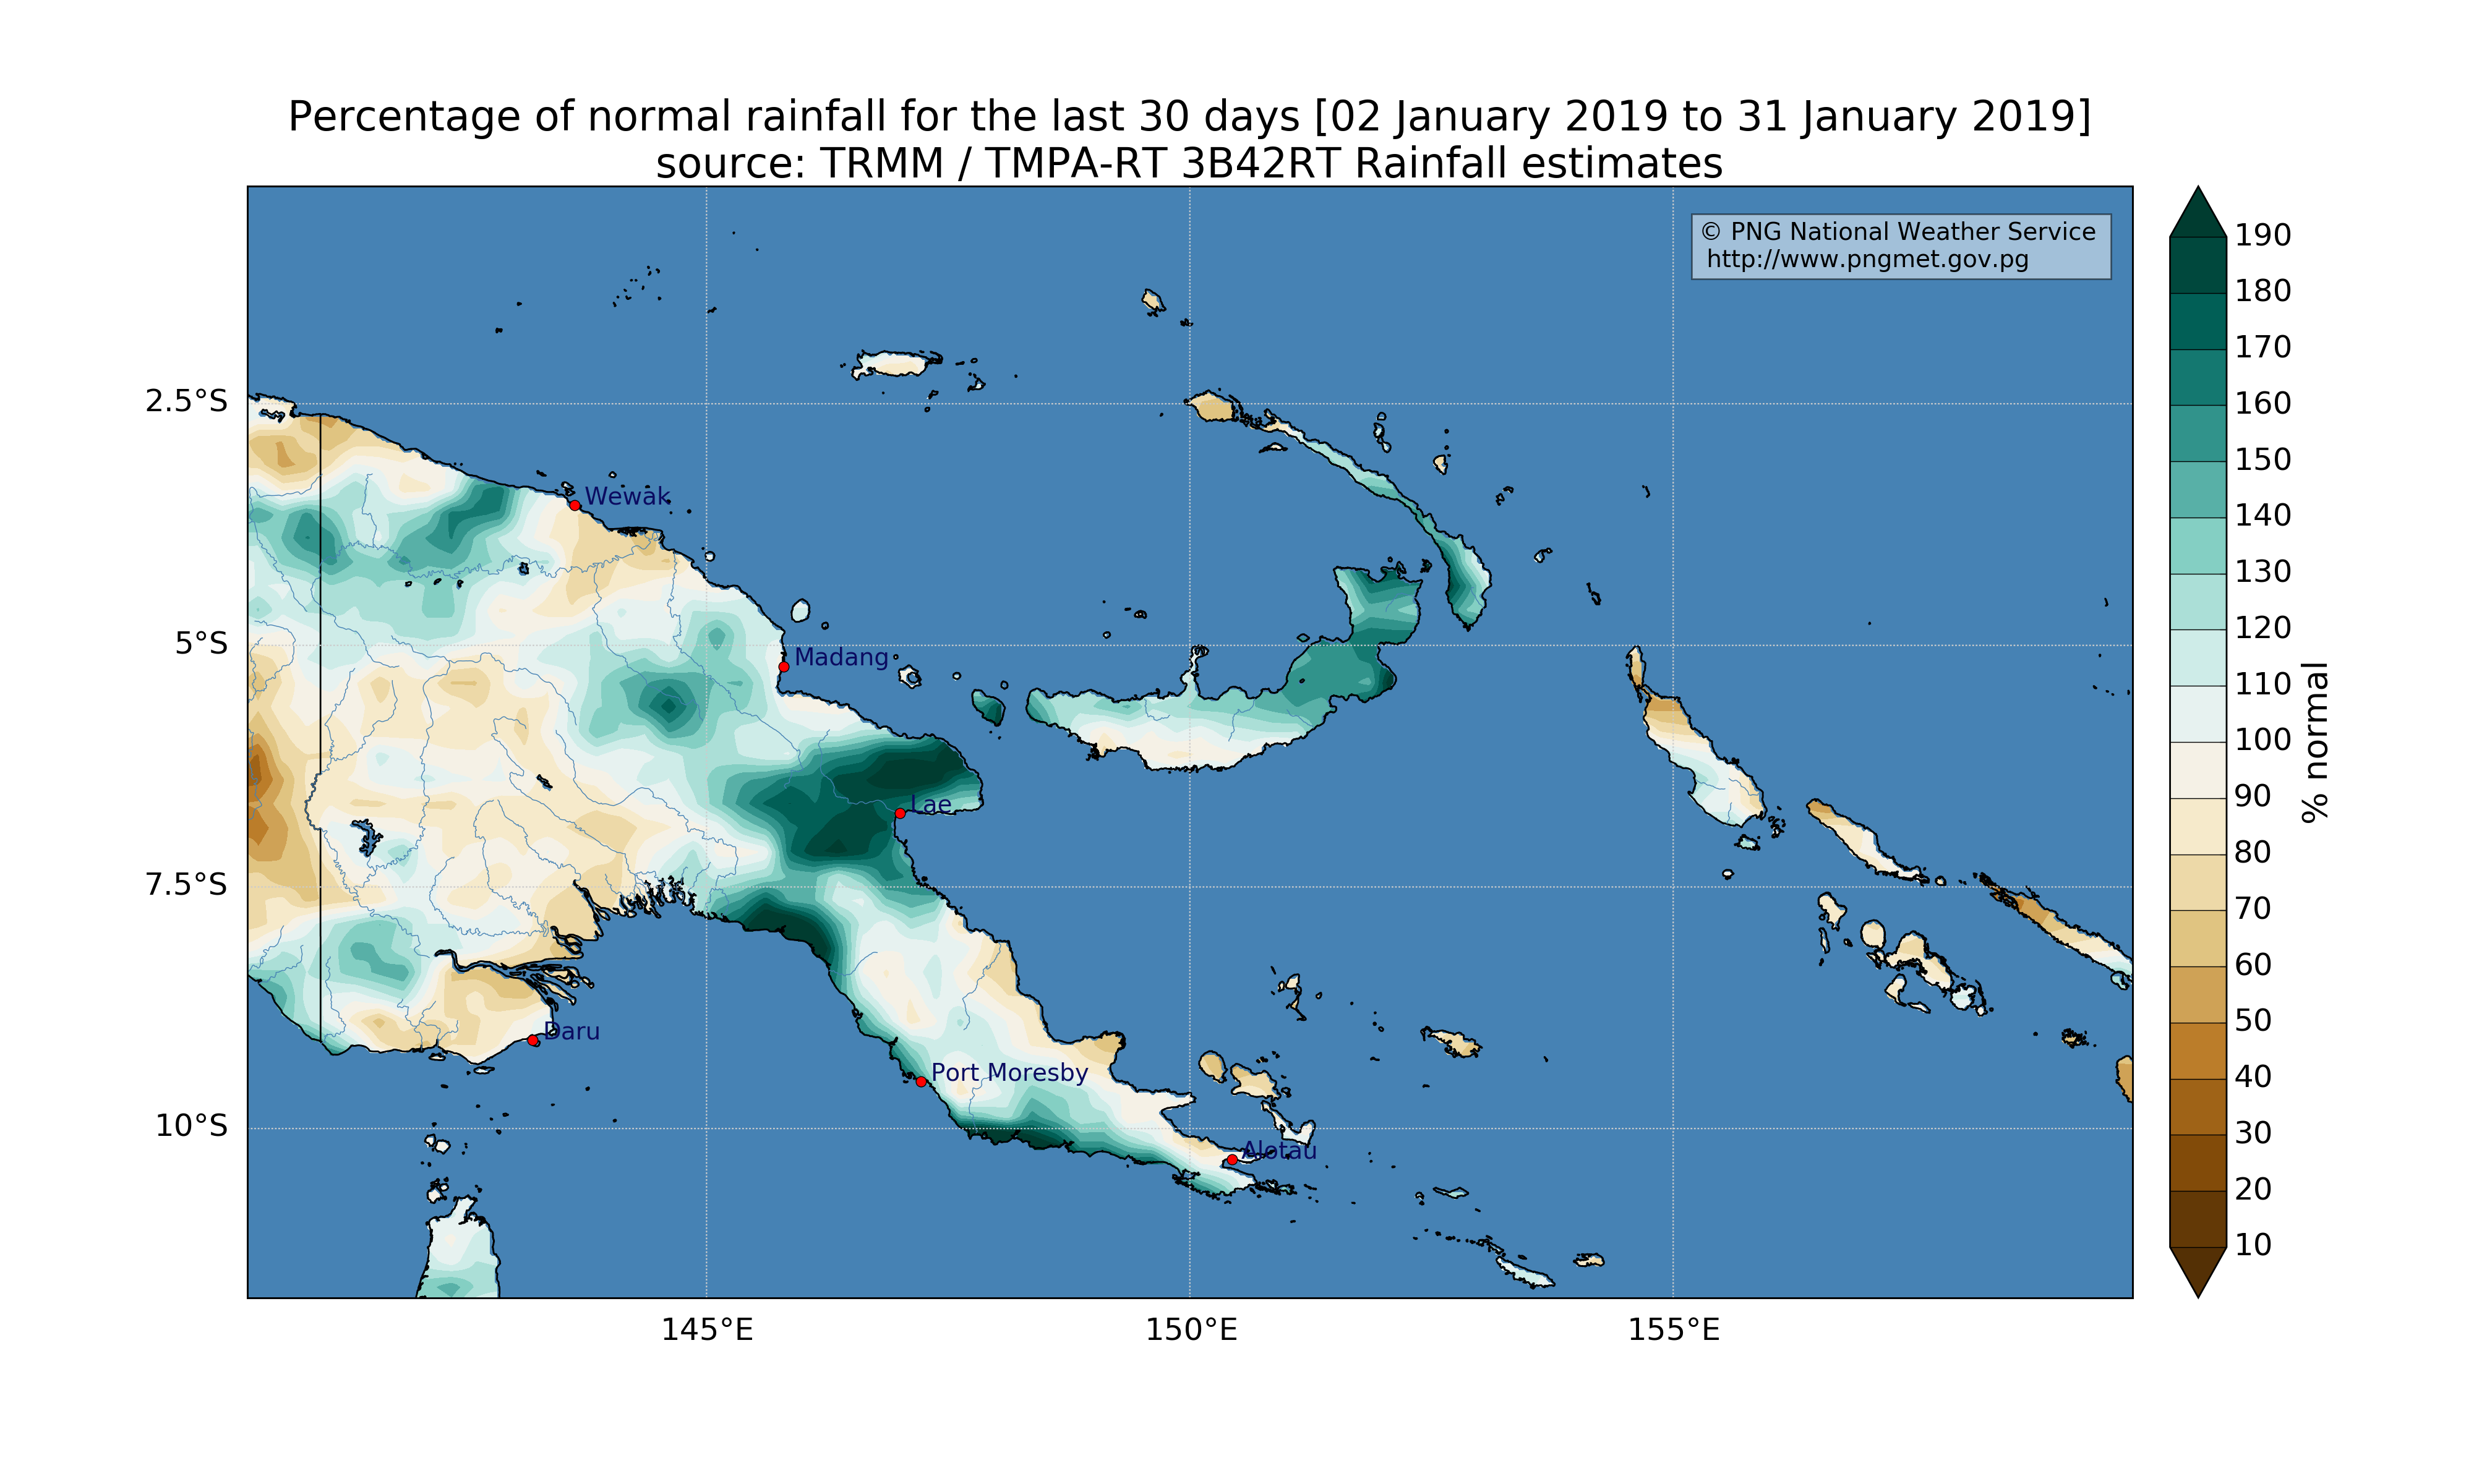 Percentage of normal rainfall for the last 30 days [02 January 2019 to 31 January 2019]
source: TRMM / TMPA-RT 3B42RT Rainfall estimates
© PNG National Weather Service
http://www.pngmet.gov.pg
190
180
170
160
150
140
130
120
110
100
90
80
70
60
50
40
30
20
10
% normal
2.5°S
5°S
7.5°S
10°S
Wewak
Madang
Lae
Daru
Port Moresby
Alotau
145°E
150°E
155°E